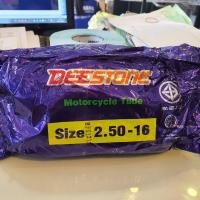 DEESTONE
Motorcycle Tube
Size 2.50-16